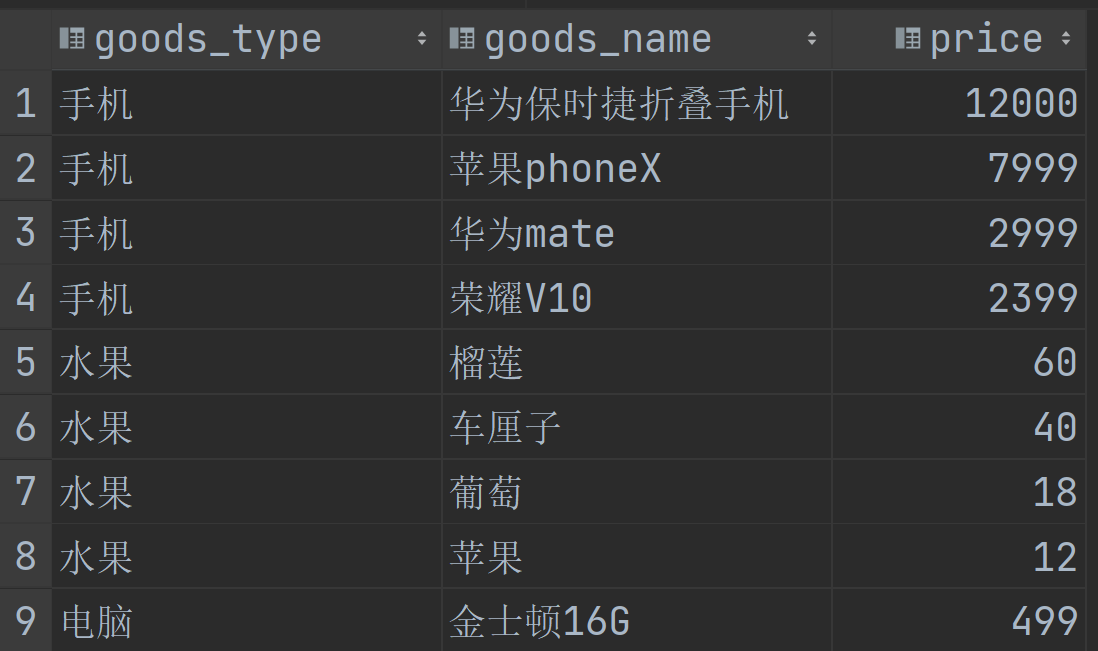 goods_type goods_name price
1 手机 华为保时捷折叠手机 12000
2 手机 苹果phoneX 7999
3 手机 华为mate 2999
4 手机 荣耀V10 2399
5 水果 榴莲 60
6 水果 车厘子 40
7 水果 葡萄 18
8 水果 苹果 12
9 电脑 金士顿16G 499